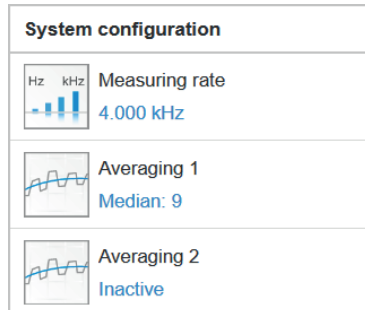 System configuration
Hz kHz
Measuring rate
4.000 kHz
Averaging 1
Median: 9
Averaging 2
Inactive